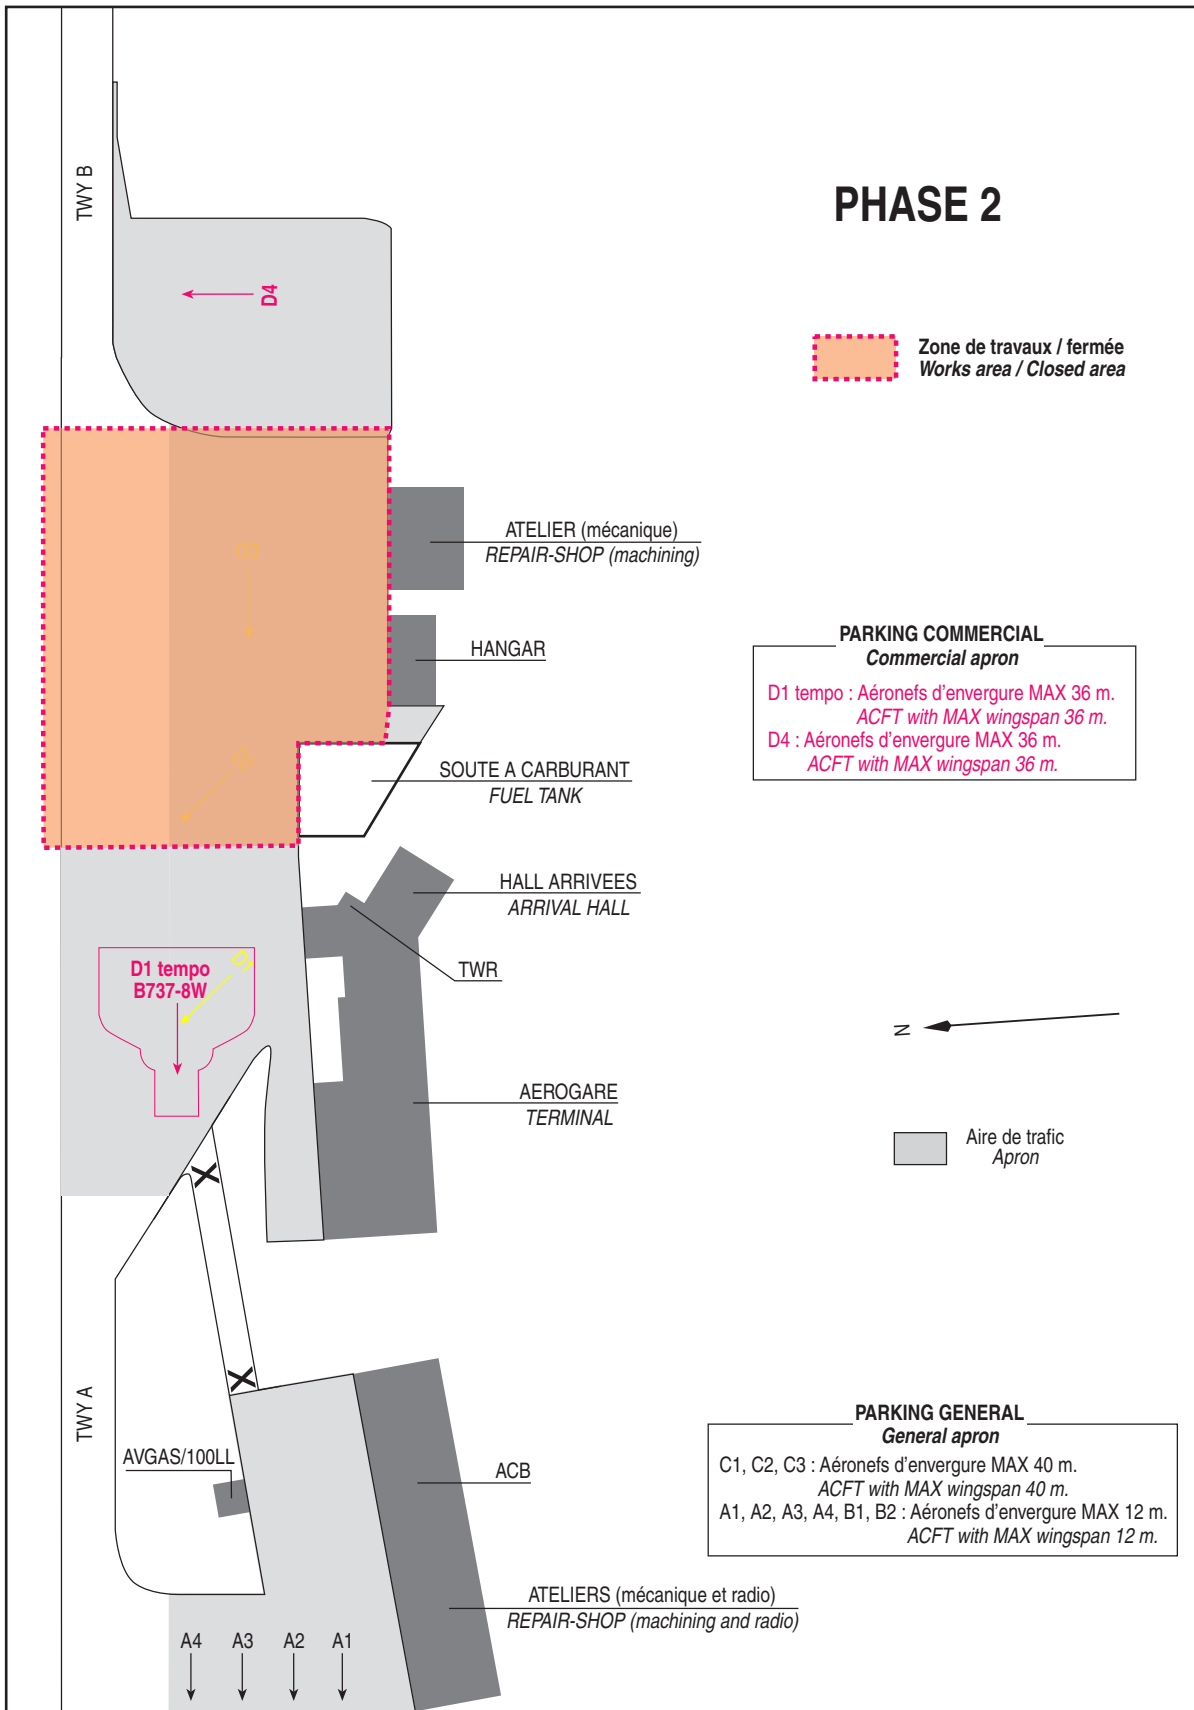 PHASE 2
TWY B
D4
Zone de travaux / fermée
Works area / Closed area
ATELIER (mécanique)
REPAIR-SHOP (machining)
D3
HANGAR
PARKING COMMERCIAL
Commercial apron
D1 tempo : Aéronefs d'envergure MAX 36 m.
ACFT with MAX wingspan 36 m.
D4 : Aéronefs d'envergure MAX 36 m.
ACFT with MAX wingspan 36 m.
D2
SOUTE A CARBURANT
FUEL TANK
HALL ARRIVEES
ARRIVAL HALL
TWR
D1 tempo
B737-8W
D1
N
AEROGARE
TERMINAL
Aire de trafic
Apron
X
X
TWY A
AVGAS/100LL
ACB
PARKING GENERAL
General apron
C1, C2, C3 : Aéronefs d'envergure MAX 40 m.
ACFT with MAX wingspan 40 m.
A1, A2, A3, A4, B1, B2 : Aéronefs d'envergure MAX 12 m.
ACFT with MAX wingspan 12 m.
ATELIERS (mécanique et radio)
REPAIR-SHOP (machining and radio)
A4 A3 A2 A1